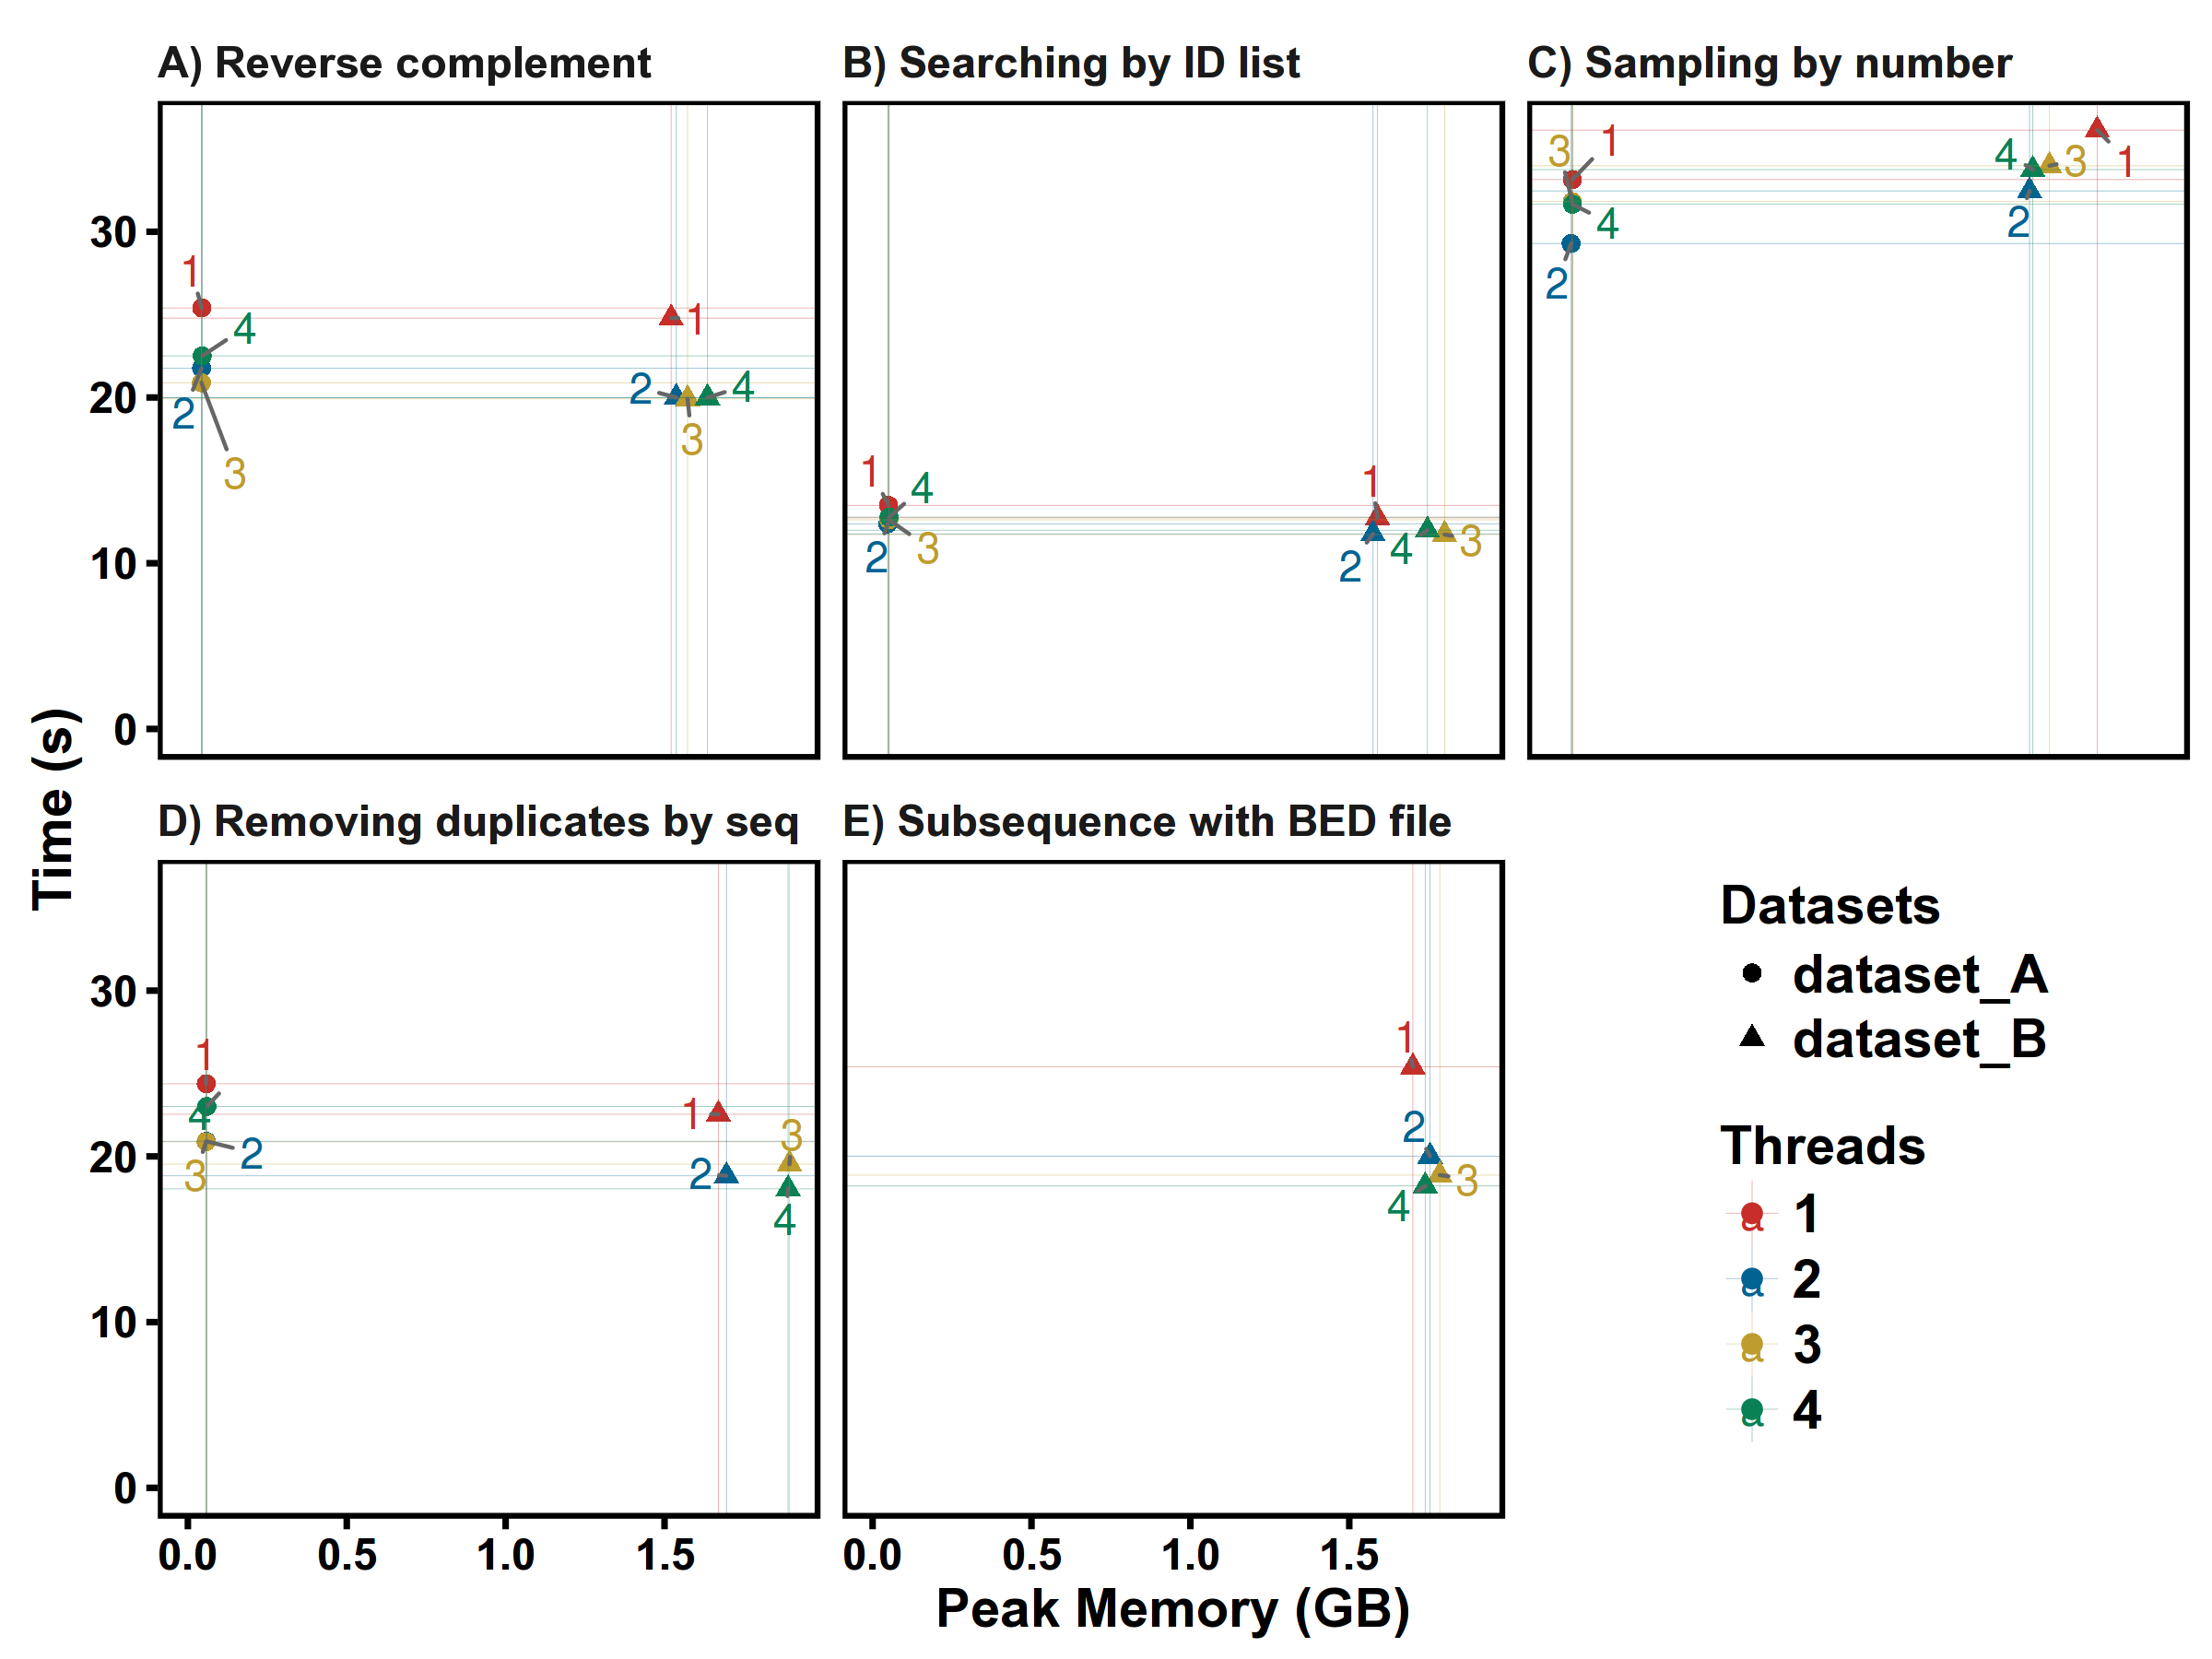 A) Reverse complement
B) Searching by ID list
C) Sampling by number
30
20
10
0
1
4
2
3
1
2
3
4
1
4
2
3
1
2
4
3
3
1
4
2
4
2
3
1
Time (s)
D) Removing duplicates by seq
E) Subsequence with BED file
30
20
10
0
1
4
2
3
1
2
3
4
1
2
3
4
0.0 0.5 1.0 1.5
0.0 0.5 1.0 1.5
Peak Memory (GB)
Datasets
dataset_A
dataset_B
Threads
a 1
a 2
a 3
a 4